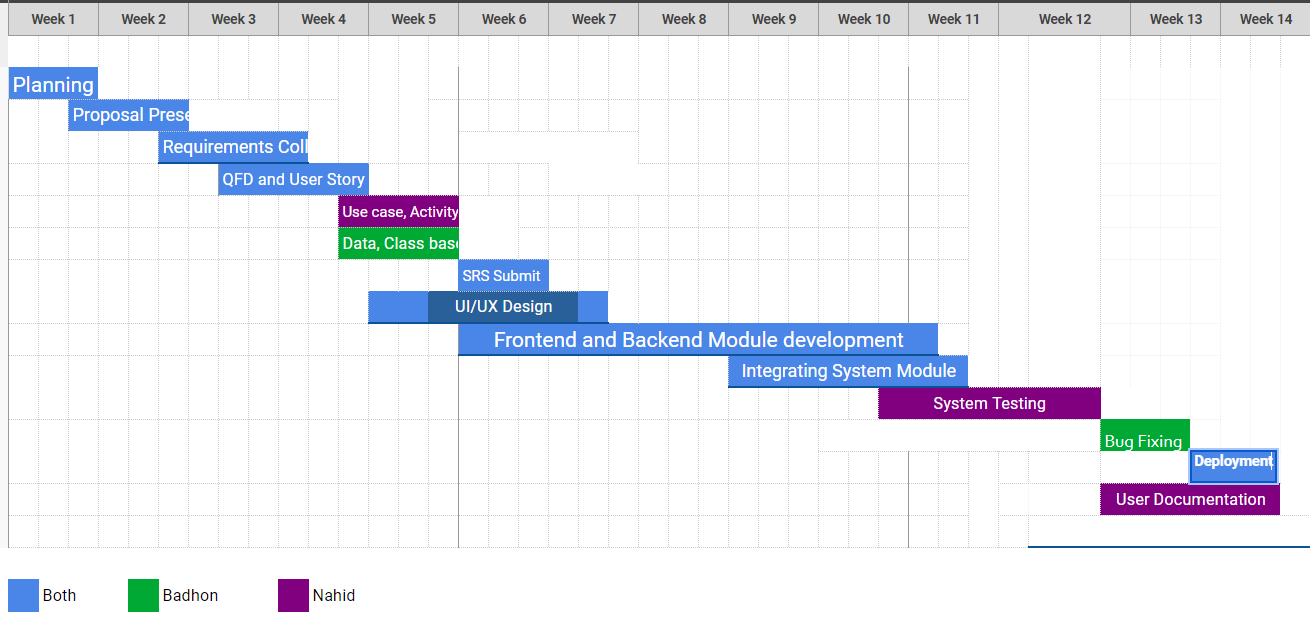 Week 1 Week 2 Week 3 Week 4 Week 5 Week 6 Week 7 Week 8 Week 9 Week 10 Week 11 Week 12 Week 13 Week 14
Planning
Proposal Prese
Requirements Coll
QFD and User Story
Use case, Activity
Data, Class base
SRS Submit
UI/UX Design
Frontend and Backend Module development
Integrating System Module
System Testing
Bug Fixing
Deployment
User Documentation
Both Badhon Nahid